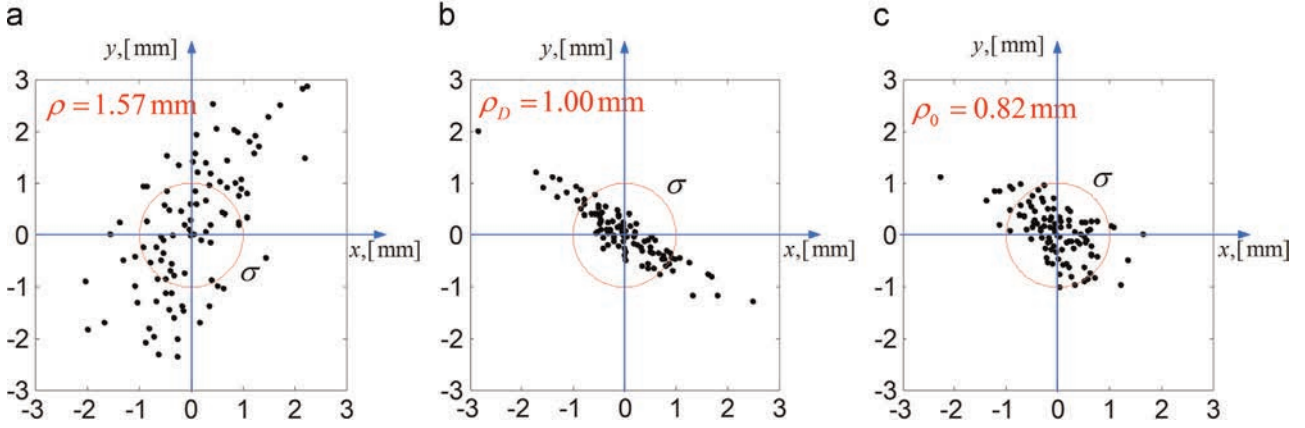 a
y,[mm]
ρ = 1.57 mm
σ
x,[mm]
3
2
1
0
-1
-2
-3
-3 -2 -1 0 1 2 3
b
y,[mm]
ρ_D = 1.00 mm
σ
x,[mm]
3
2
1
0
-1
-2
-3
-3 -2 -1 0 1 2 3
c
y,[mm]
ρ_0 = 0.82 mm
σ
x,[mm]
3
2
1
0
-1
-2
-3
-3 -2 -1 0 1 2 3